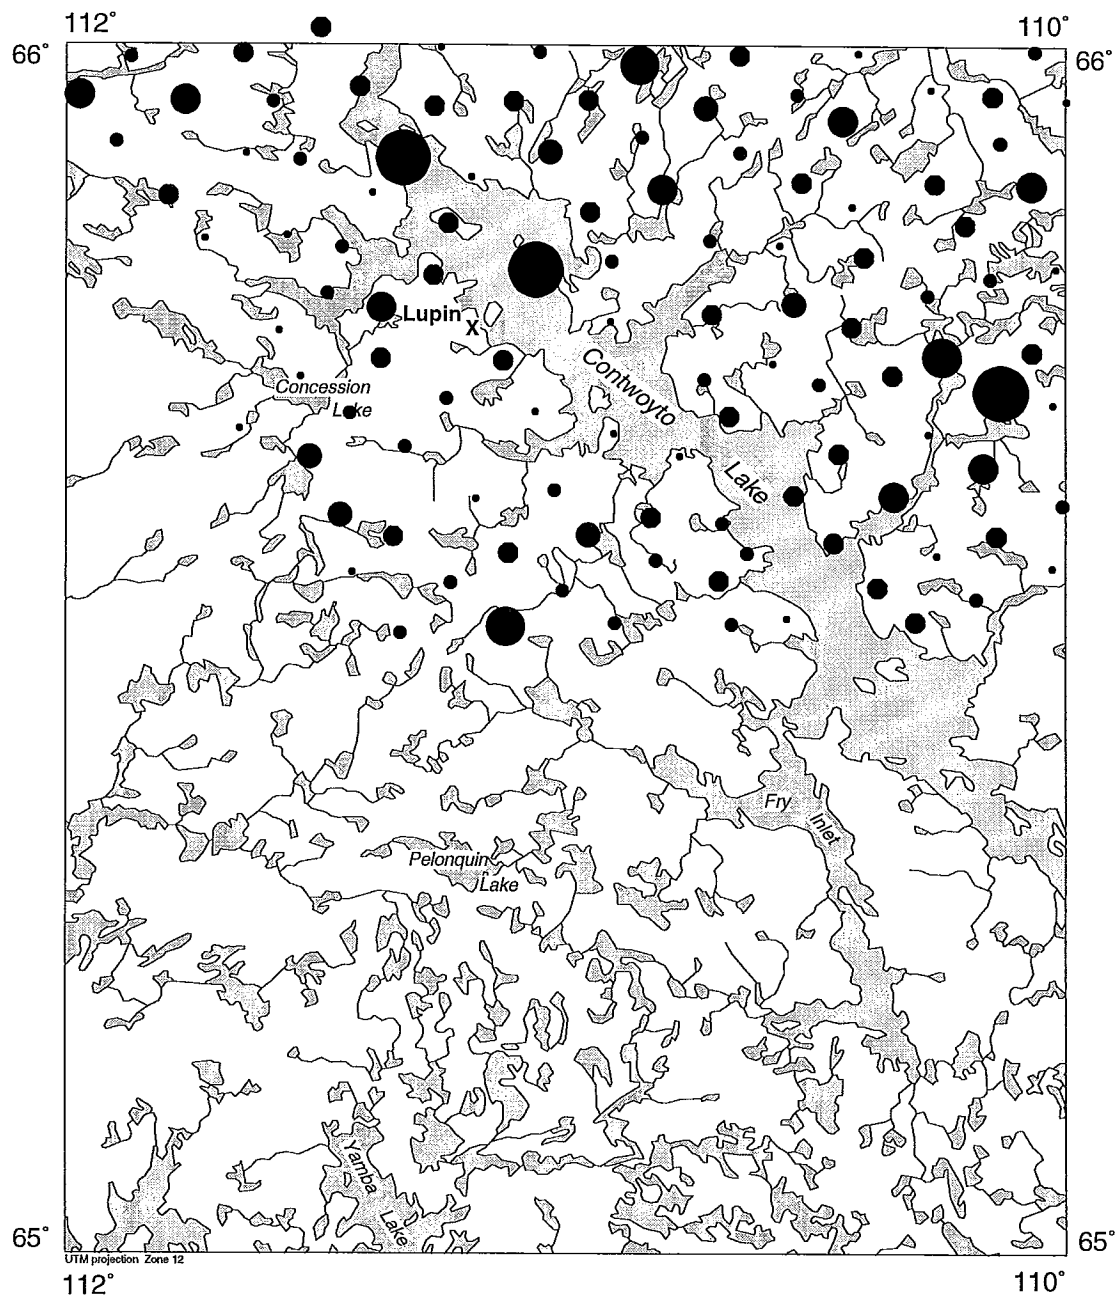 112°
110°
66°
66°
Lupin
X
Contwoyto
Concession
Lake
Lake
Fry
Inlet
Pelonquin
Lake
Yamba
Lake
65°
65°
UTM projection Zone 12
112°
110°